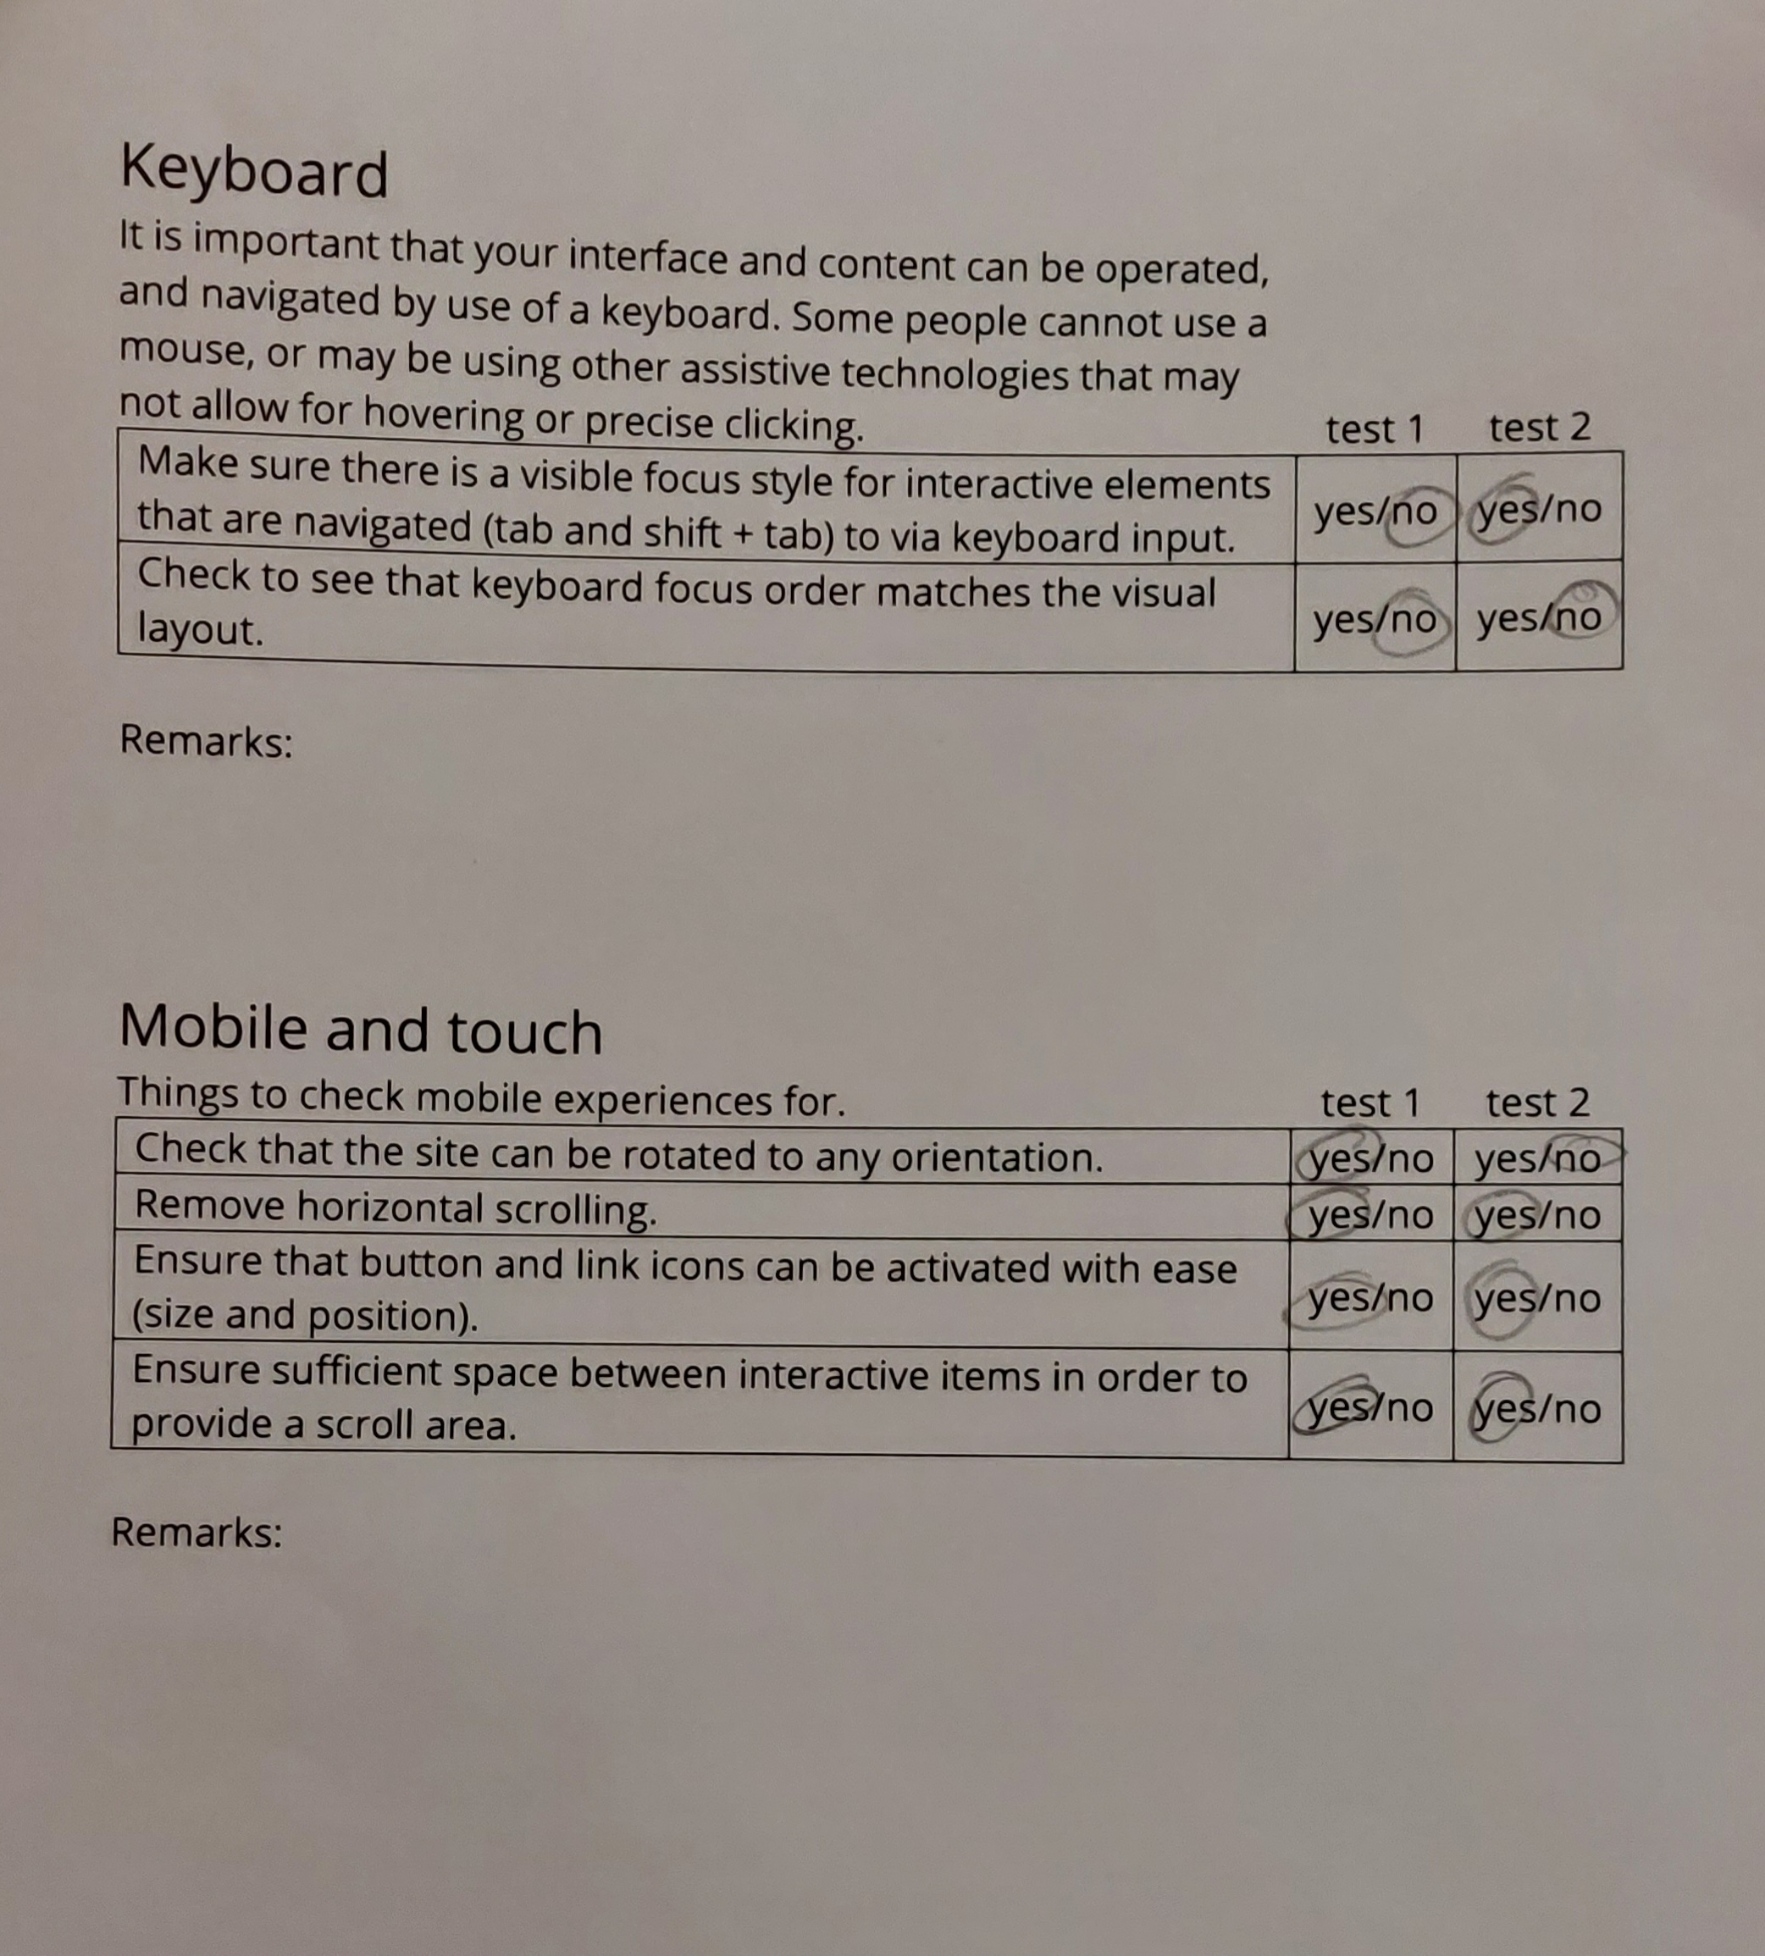 Keyboard
It is important that your interface and content can be operated,
and navigated by use of a keyboard. Some people cannot use a
mouse, or may be using other assistive technologies that may
not allow for hovering or precise clicking.
test 1 test 2
Make sure there is a visible focus style for interactive elements
that are navigated (tab and shift + tab) to via keyboard input.
yes/no yes/no
Check to see that keyboard focus order matches the visual
layout.
yes/no yes/no
Remarks:
Mobile and touch
Things to check mobile experiences for.
test 1 test 2
Check that the site can be rotated to any orientation.
yes/no yes/no
Remove horizontal scrolling.
yes/no yes/no
Ensure that button and link icons can be activated with ease
(size and position).
yes/no yes/no
Ensure sufficient space between interactive items in order to
provide a scroll area.
yes/no yes/no
Remarks: